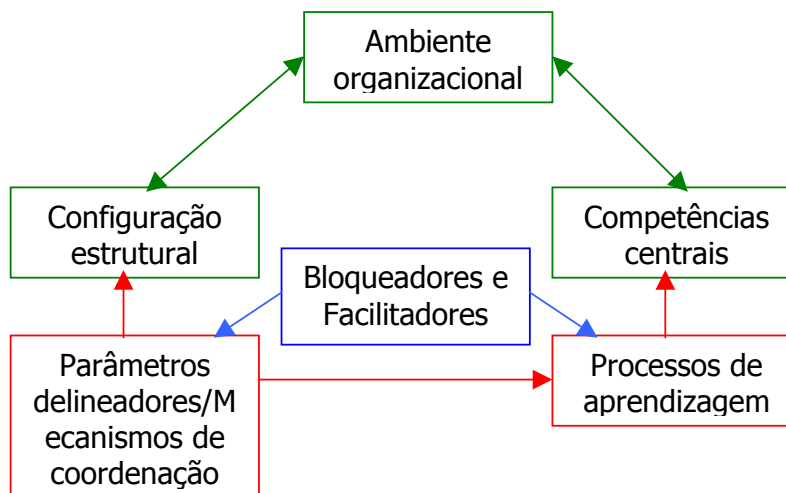 Ambiente
organizacional
Configuração
estrutural
Competências
centrais
Bloqueadores e
Facilitadores
Parâmetros
delineadores/M
ecanismos de
coordenação
Processos de
aprendizagem